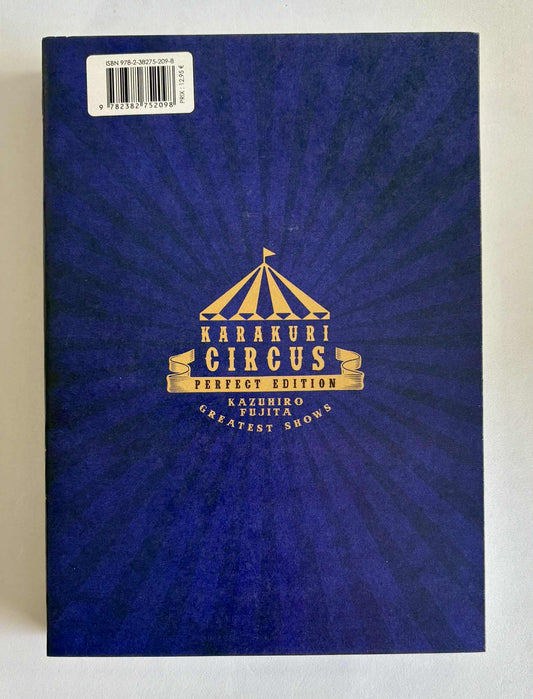 ISBN 978-2-38275-209-8
9 782382 752098
PRIX : 12,95 €
KARAKURI
CIRCUS
PERFECT EDITION
KAZUHIRO
FUJITA
GREATEST SHOWS